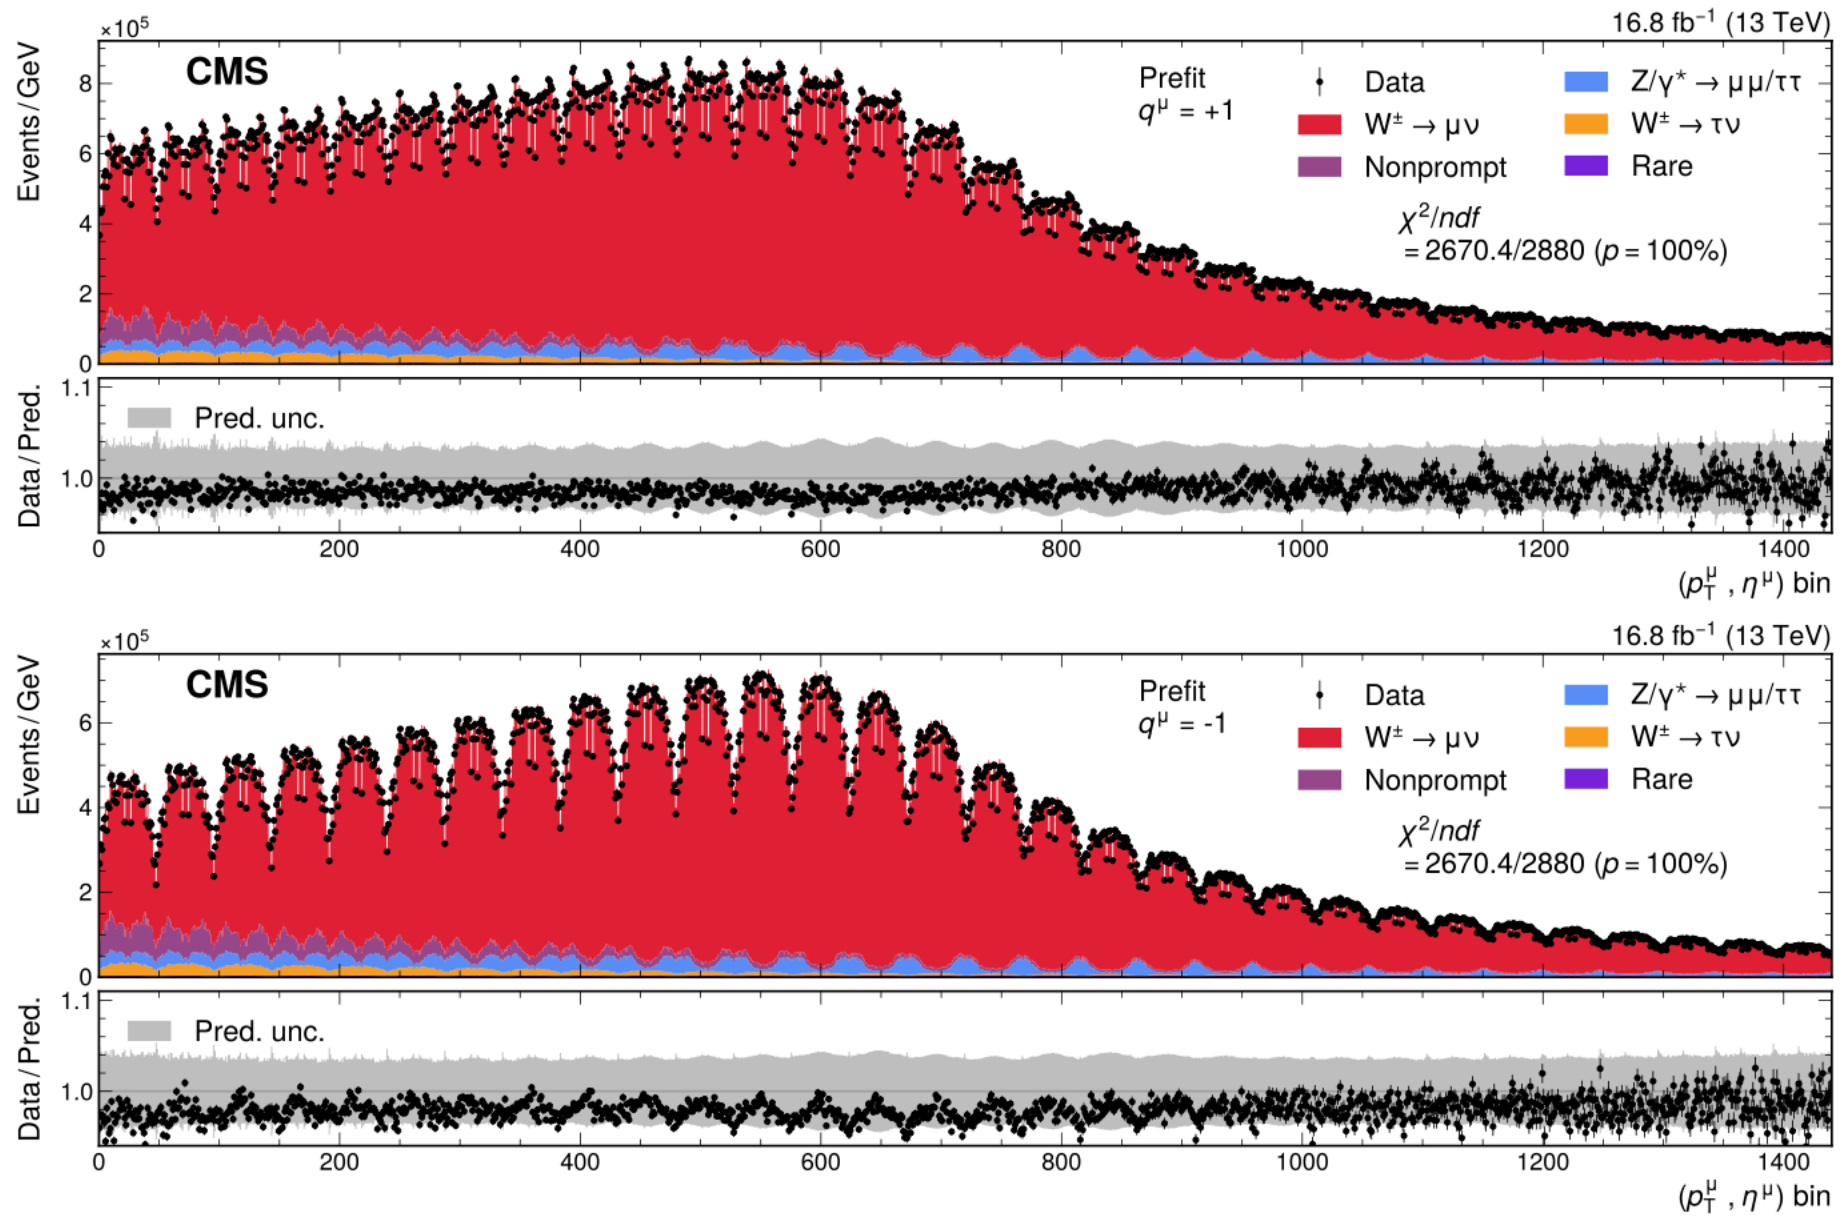 ×10⁵
16.8 fb⁻¹ (13 TeV)
CMS
Events / GeV
8
6
4
2
0
Prefit
qᵘ = +1
Data
W± → μν
Nonprompt
Z/γ* → μμ/ττ
W± → τν
Rare
χ²/ndf
= 2670.4/2880 (p = 100%)
Data / Pred.
1.1
1.0
Pred. unc.
0 200 400 600 800 1000 1200 1400
(p_T^μ , η^μ) bin
×10⁵
16.8 fb⁻¹ (13 TeV)
CMS
Events / GeV
6
4
2
0
Prefit
q^μ = -1
Data
W± → μν
Nonprompt
Z/γ* → μμ/ττ
W± → τν
Rare
χ²/ndf
= 2670.4/2880 (p = 100%)
Data / Pred.
1.1
1.0
Pred. unc.
0 200 400 600 800 1000 1200 1400
(p_T^μ , η^μ) bin